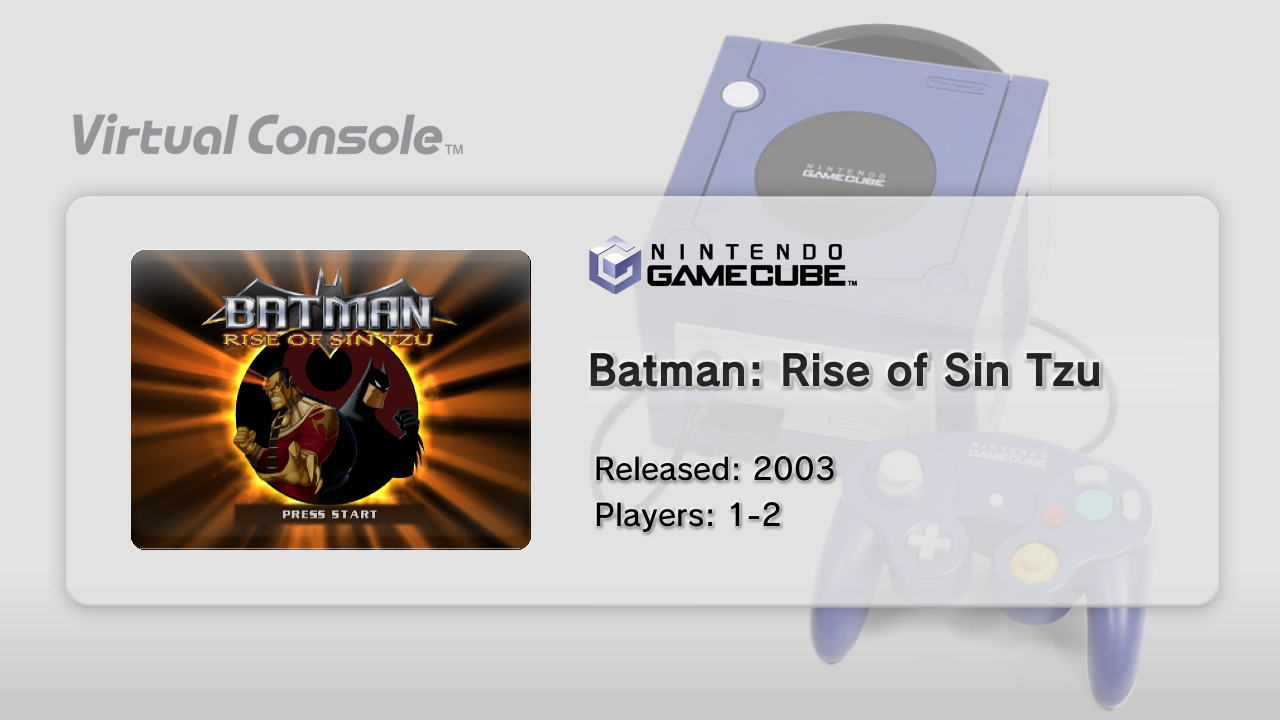 Nintendo
Virtual Console™
NINTENDO
GAMECUBE
NINTENDO
GAMECUBE™
BATMAN
RISE OF SIN TZU
PRESS START
Batman: Rise of Sin Tzu
Released: 2003
Players: 1-2
NINTENDO
GAMECUBE